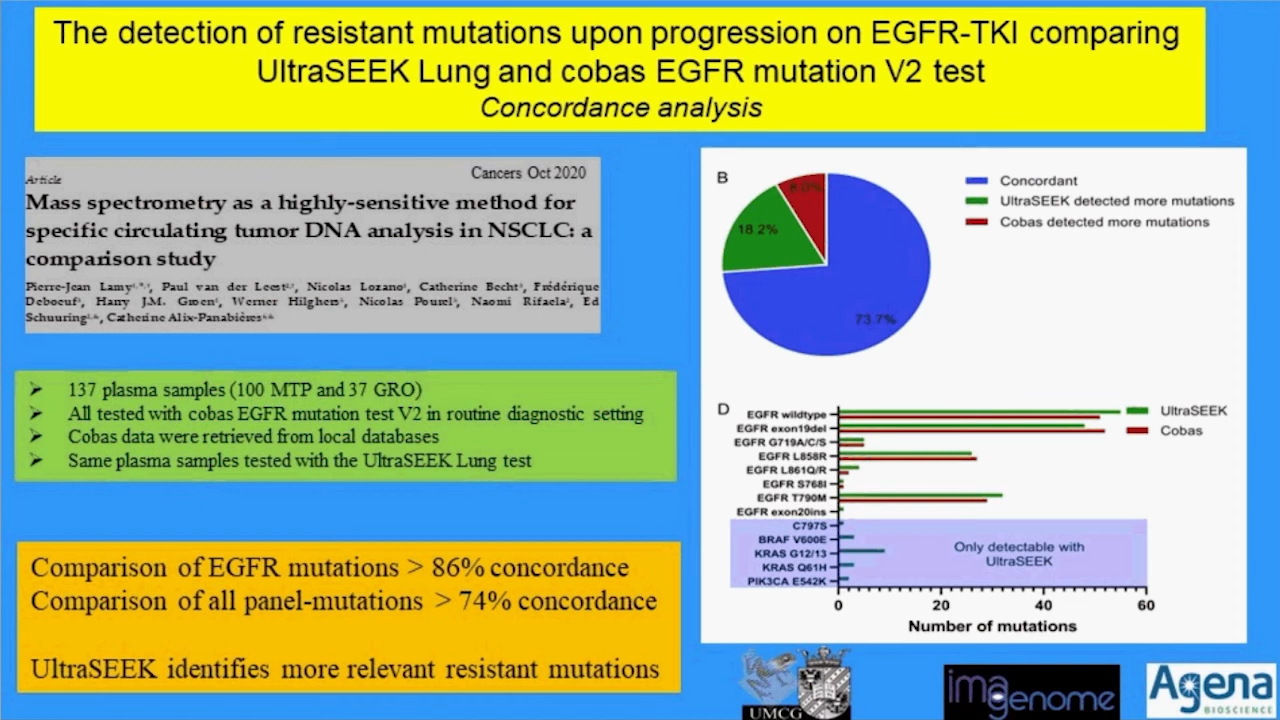 The detection of resistant mutations upon progression on EGFR-TKI comparing
UltraSEEK Lung and cobas EGFR mutation V2 test
Concordance analysis
Article
Cancers Oct 2020
Mass spectrometry as a highly-sensitive method for
specific circulating tumor DNA analysis in NSCLC: a
comparison study
Pierre-Jean Lamy, Paul van der Leest, Nicolas Lozano, Catherine Becht, Frédérique
Deboeuf, Harry J.M. Groen, Werner Hilgers, Nicolas Pourel, Naomi Rifaela, Ed
Schuuring, Catherine Alix-Panabières
➢ 137 plasma samples (100 MTP and 37 GRO)
➢ All tested with cobas EGFR mutation test V2 in routine diagnostic setting
➢ Cobas data were retrieved from local databases
➢ Same plasma samples tested with the UltraSEEK Lung test
Comparison of EGFR mutations > 86% concordance
Comparison of all panel-mutations > 74% concordance
UltraSEEK identifies more relevant resistant mutations
B
8.0%
18.2%
73.7%
Concordant
UltraSEEK detected more mutations
Cobas detected more mutations
D
UltraSEEK
Cobas
EGFR wildtype
EGFR exon19del
EGFR G719A/C/S
EGFR L858R
EGFR L861Q/R
EGFR S768I
EGFR T790M
EGFR exon20ins
C797S
BRAF V600E
KRAS G12/13
KRAS Q61H
PIK3CA E542K
Only detectable with
UltraSEEK
0 20 40 60
Number of mutations
UMCG
imagenome
Agena
BIOSCIENCE